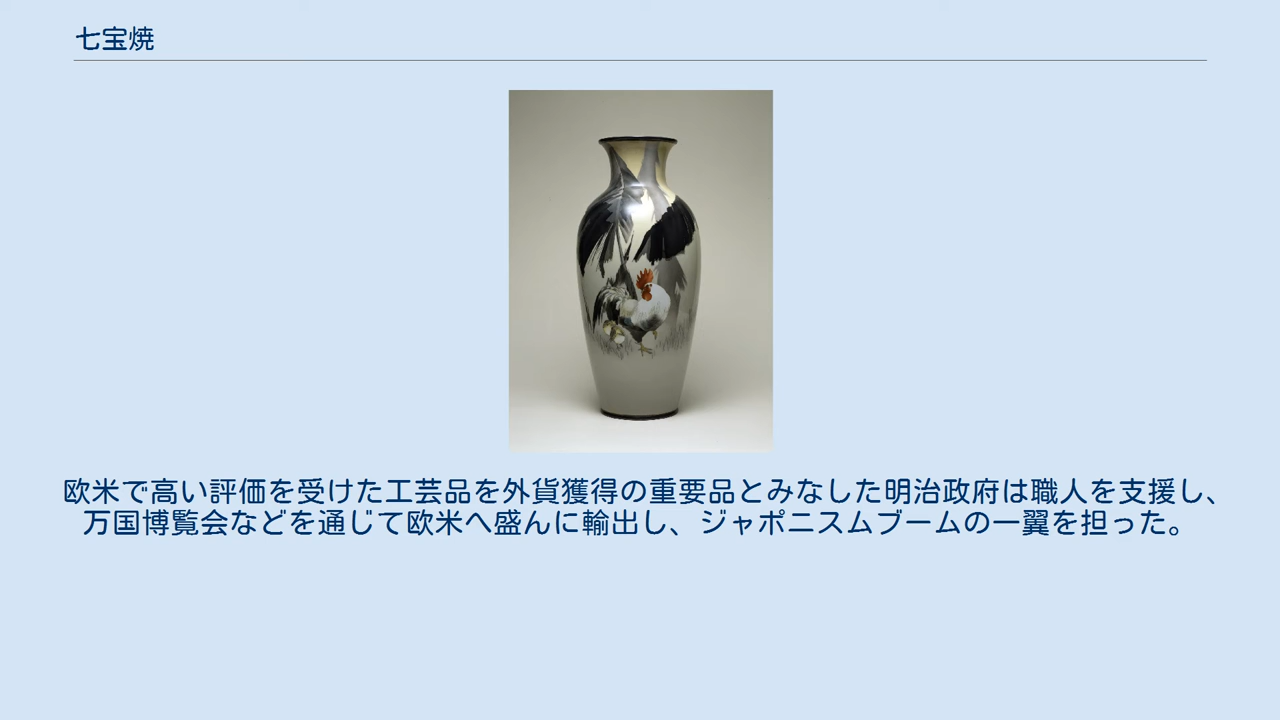 七宝焼
欧米で高い評価を受けた工芸品を外貨獲得の重要品とみなした明治政府は職人を支援し、
万国博覧会などを通じて欧米へ盛んに輸出し、ジャポニスムブームの一翼を担った。